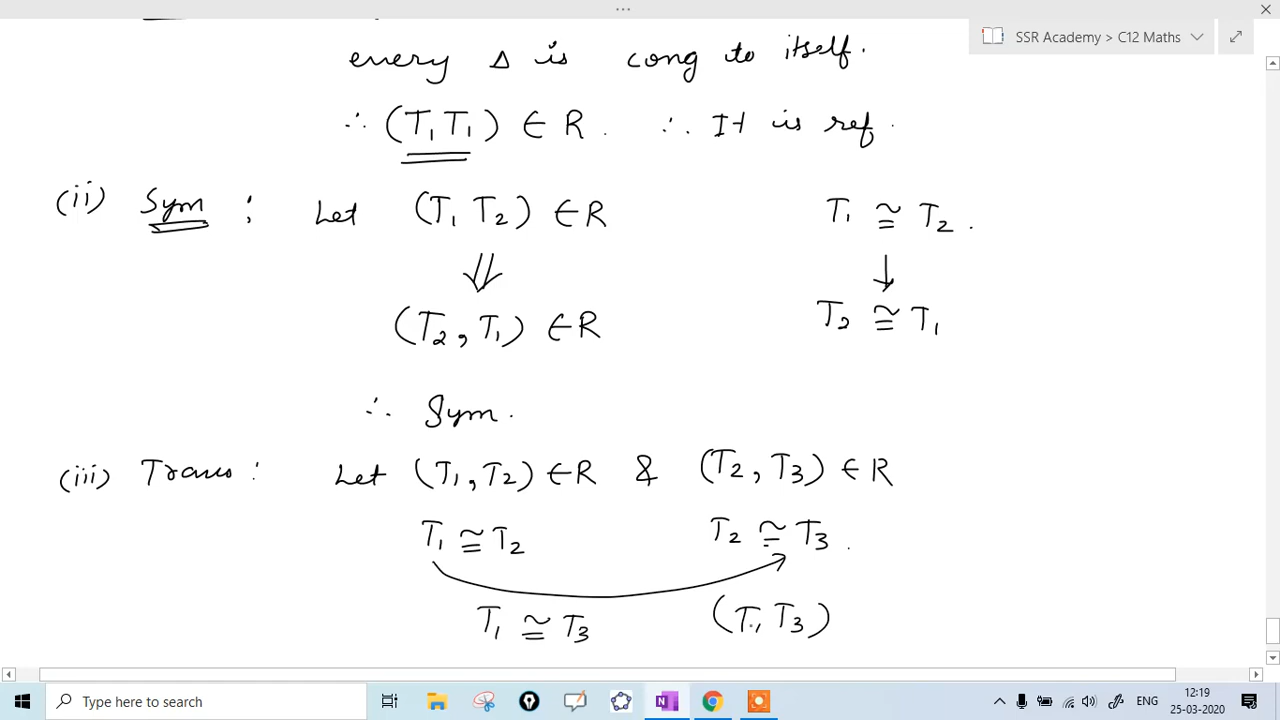 SSR Academy > C12 Maths
every Δ is cong to itself.
∴ (T₁ T₁) ∈ R. ∴ It is ref.
(ii) Sym : Let (T₁ T₂) ∈ R T₁ ≅ T₂.
⇓ ↓
(T₂, T₁) ∈ R T₂ ≅ T₁
∴ Sym.
(iii) Trans : Let (T₁, T₂) ∈ R & (T₂, T₃) ∈ R
T₁ ≅ T₂ T₂ ≅ T₃.
T₁ ≅ T₃ (T₁, T₃)
Type here to search
ENG
19
25-03-2020